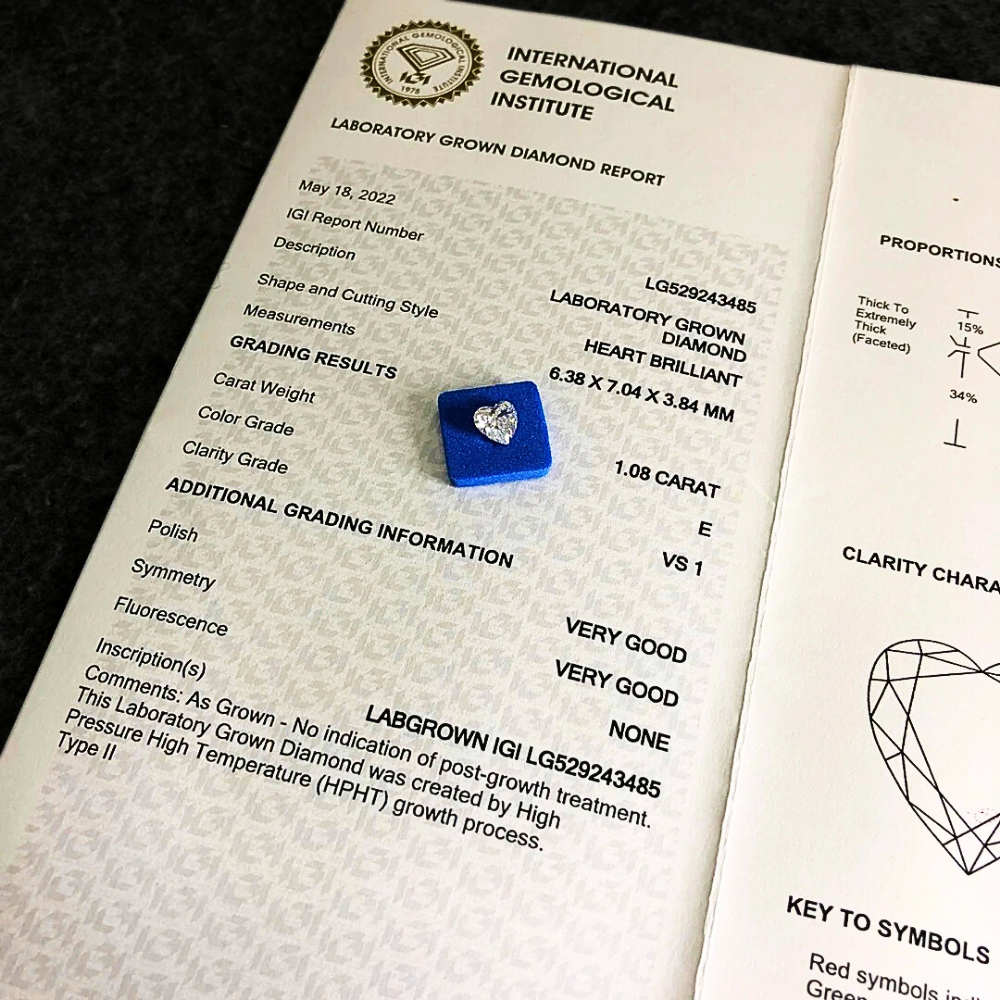 INTERNATIONAL GEMOLOGICAL INSTITUTE
IGI
1975
INTERNATIONAL
GEMOLOGICAL
INSTITUTE
LABORATORY GROWN DIAMOND REPORT
May 18, 2022
IGI Report Number
LG529243485
Description
LABORATORY GROWN
DIAMOND
Shape and Cutting Style
HEART BRILLIANT
Measurements
6.38 X 7.04 X 3.84 MM
GRADING RESULTS
Carat Weight
1.08 CARAT
Color Grade
E
Clarity Grade
VS 1
ADDITIONAL GRADING INFORMATION
Polish
VERY GOOD
Symmetry
VERY GOOD
Fluorescence
NONE
Inscription(s)
LABGROWN IGI LG529243485
Comments: As Grown - No indication of post-growth treatment.
This Laboratory Grown Diamond was created by High
Pressure High Temperature (HPHT) growth process.
Type II
PROPORTIONS
Thick To
Extremely
Thick
(Faceted)
15%
34%
CLARITY CHARA
KEY TO SYMBOLS
Red symbols indi
Green